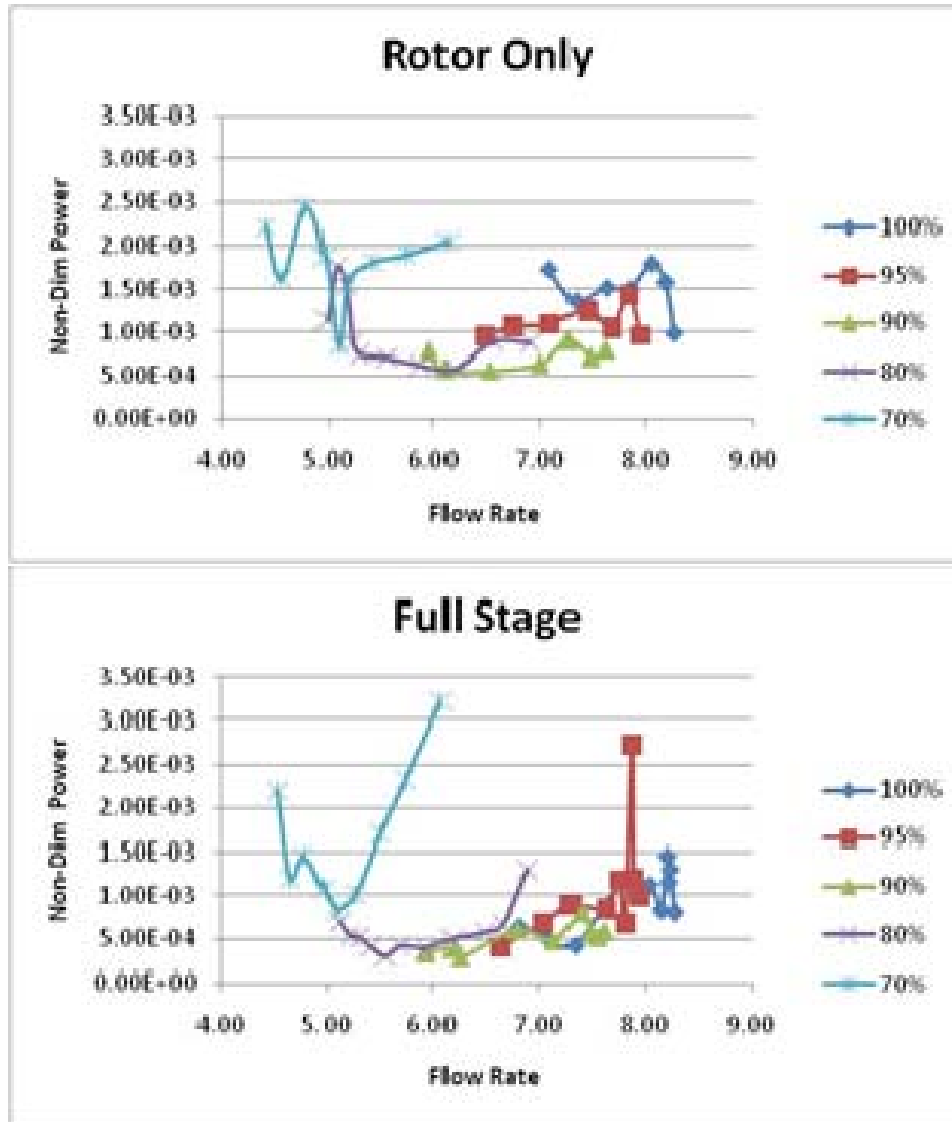 Rotor Only
3.50E-03
3.00E-03
2.50E-03
2.00E-03
1.50E-03
1.00E-03
5.00E-04
0.00E+00
Non-Dim Power
4.00 5.00 6.00 7.00 8.00 9.00
Flow Rate
100%
95%
90%
80%
70%
Full Stage
3.50E-03
3.00E-03
2.50E-03
2.00E-03
1.50E-03
1.00E-03
5.00E-04
0.00E+00
Non-Dim Power
4.00 5.00 6.00 7.00 8.00 9.00
Flow Rate
100%
95%
90%
80%
70%